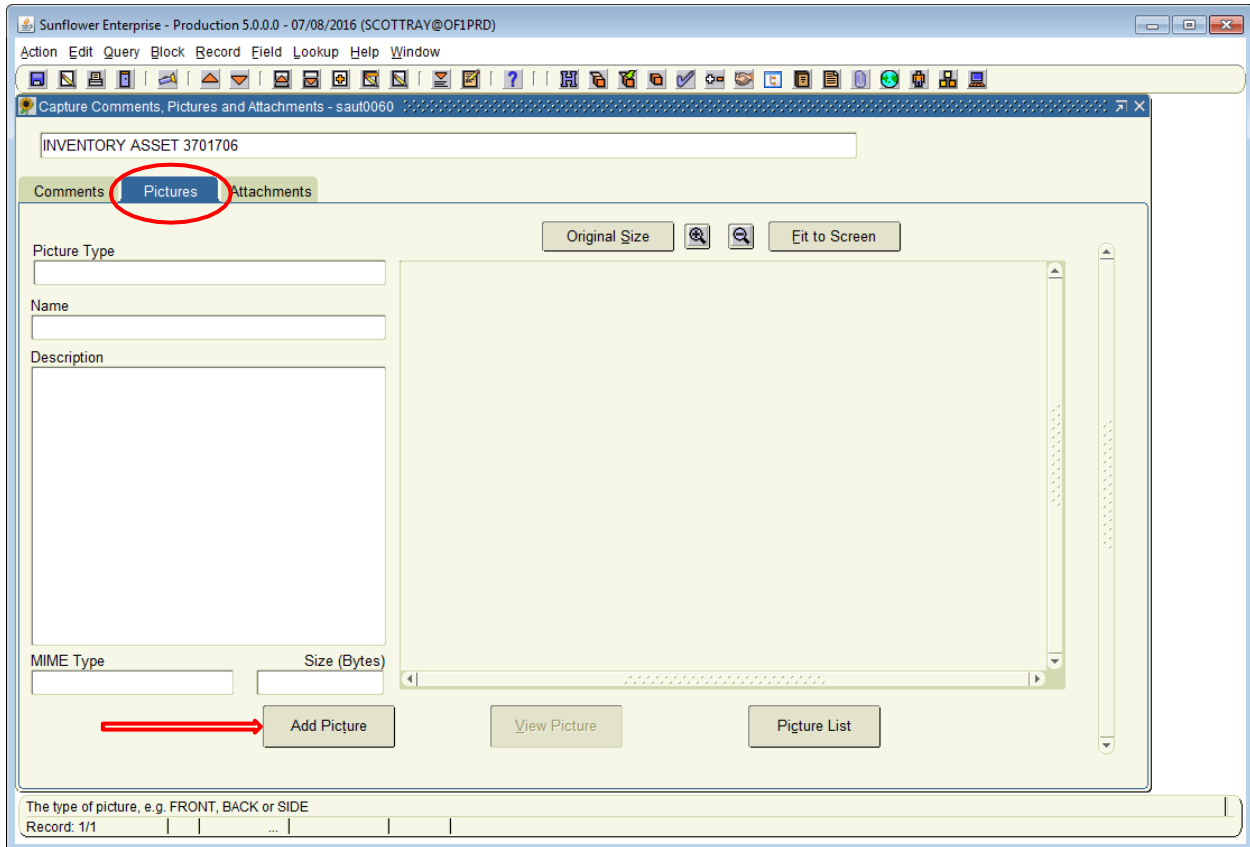 Sunflower Enterprise - Production 5.0.0.0 - 07/08/2016 (SCOTTRAY@OF1PRD)
Action Edit Query Block Record Field Lookup Help Window
Capture Comments, Pictures and Attachments - saut0060
INVENTORY ASSET 3701706
Comments Pictures Attachments
Original Size Fit to Screen
Picture Type
Name
Description
MIME Type Size (Bytes)
Add Picture View Picture Picture List
The type of picture, e.g. FRONT, BACK or SIDE
Record: 1/1 ...